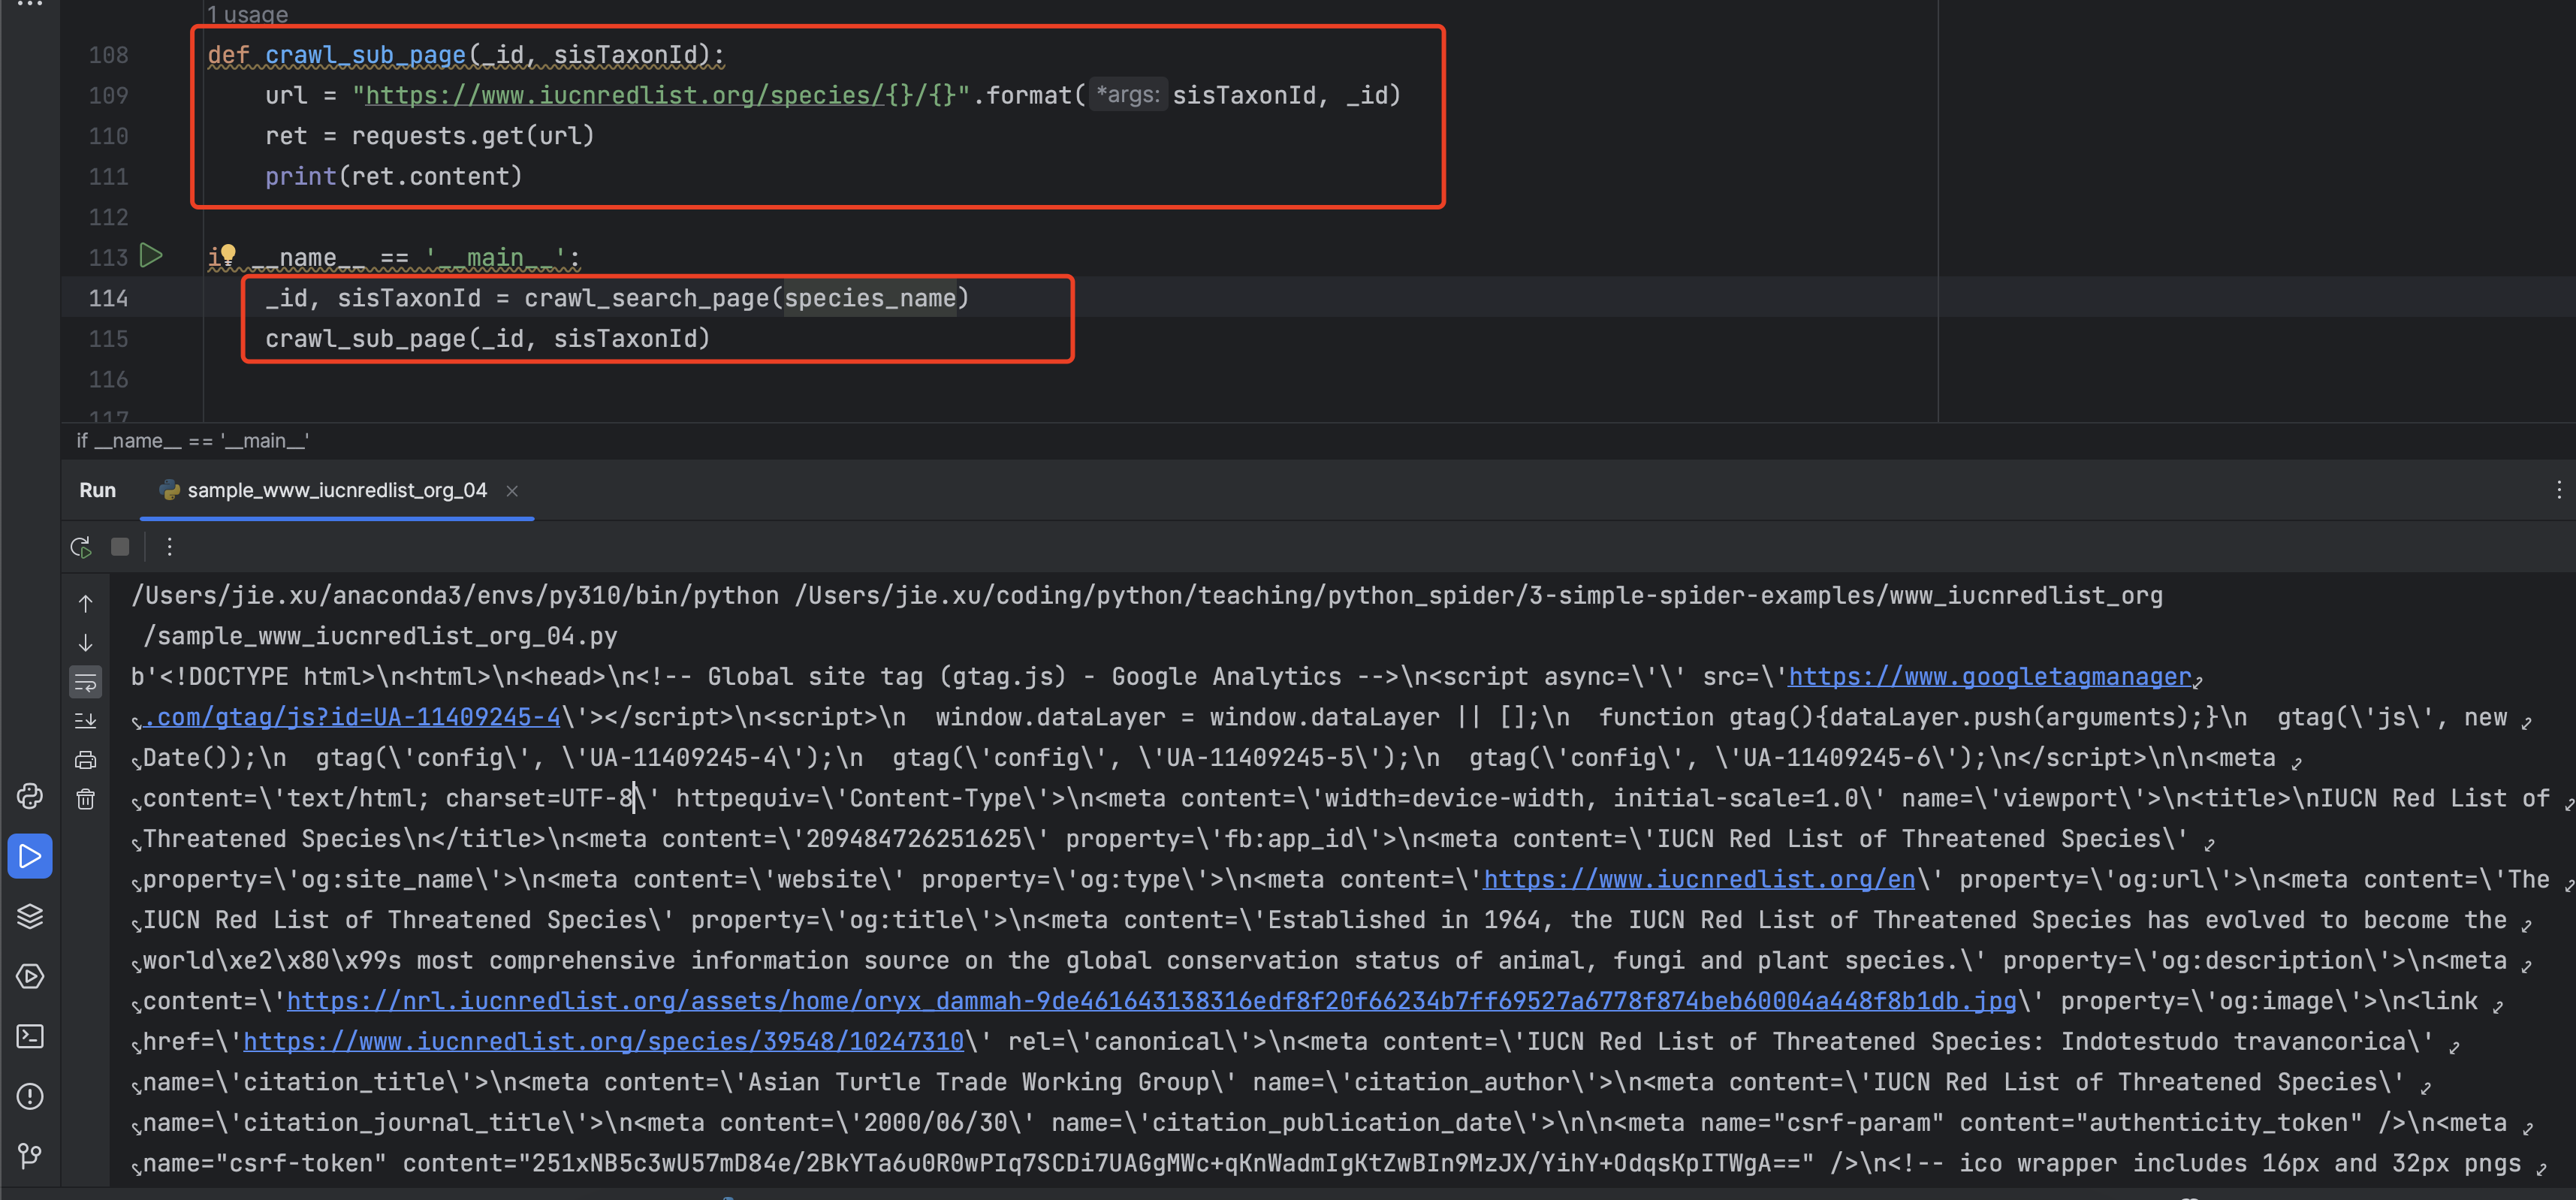 1 usage
108 def crawl_sub_page(_id, sisTaxonId):
109 url = "https://www.iucnredlist.org/species/{}/{}".format( *args: sisTaxonId, _id)
110 ret = requests.get(url)
111 print(ret.content)
112
113 i __name__ == '__main__':
114 _id, sisTaxonId = crawl_search_page(species_name)
115 crawl_sub_page(_id, sisTaxonId)
116
117
if __name__ == '__main__'
Run sample_www_iucnredlist_org_04
/Users/jie.xu/anaconda3/envs/py310/bin/python /Users/jie.xu/coding/python/teaching/python_spider/3-simple-spider-examples/www_iucnredlist_org
/sample_www_iucnredlist_org_04.py
b'<!DOCTYPE html>\n<html>\n<head>\n<!-- Global site tag (gtag.js) - Google Analytics -->\n<script async=\'\' src=\'https://www.googletagmanager
.com/gtag/js?id=UA-11409245-4\'></script>\n<script>\n  window.dataLayer = window.dataLayer || [];\n  function gtag(){dataLayer.push(arguments);}\n  gtag(\'js\', new
Date());\n  gtag(\'config\', \'UA-11409245-4\');\n  gtag(\'config\', \'UA-11409245-5\');\n  gtag(\'config\', \'UA-11409245-6\');\n</script>\n\n<meta
content=\'text/html; charset=UTF-8\' httpequiv=\'Content-Type\'>\n<meta content=\'width=device-width, initial-scale=1.0\' name=\'viewport\'>\n<title>\nIUCN Red List of
Threatened Species\n</title>\n<meta content=\'209484726251625\' property=\'fb:app_id\'>\n<meta content=\'IUCN Red List of Threatened Species\'
property=\'og:site_name\'>\n<meta content=\'website\' property=\'og:type\'>\n<meta content=\'https://www.iucnredlist.org/en\' property=\'og:url\'>\n<meta content=\'The
IUCN Red List of Threatened Species\' property=\'og:title\'>\n<meta content=\'Established in 1964, the IUCN Red List of Threatened Species has evolved to become the
world\xe2\x80\x99s most comprehensive information source on the global conservation status of animal, fungi and plant species.\' property=\'og:description\'>\n<meta
content=\'https://nrl.iucnredlist.org/assets/home/oryx_dammah-9de461643138316edf8f20f66234b7ff69527a6778f874beb60004a448f8b1db.jpg\' property=\'og:image\'>\n<link
href=\'https://www.iucnredlist.org/species/39548/10247310\' rel=\'canonical\'>\n<meta content=\'IUCN Red List of Threatened Species: Indotestudo travancorica\'
name=\'citation_title\'>\n<meta content=\'Asian Turtle Trade Working Group\' name=\'citation_author\'>\n<meta content=\'IUCN Red List of Threatened Species\'
name=\'citation_journal_title\'>\n<meta content=\'2000/06/30\' name=\'citation_publication_date\'>\n\n<meta name="csrf-param" content="authenticity_token" />\n<meta
name="csrf-token" content="251xNB5c3wU57mD84e/2BkYTa6u0R0wPIq7SCDi7UAGgMWc+qKnWadmIgKtZwBIn9MzJX/YihY+OdqsKpITWgA==" />\n<!-- ico wrapper includes 16px and 32px pngs